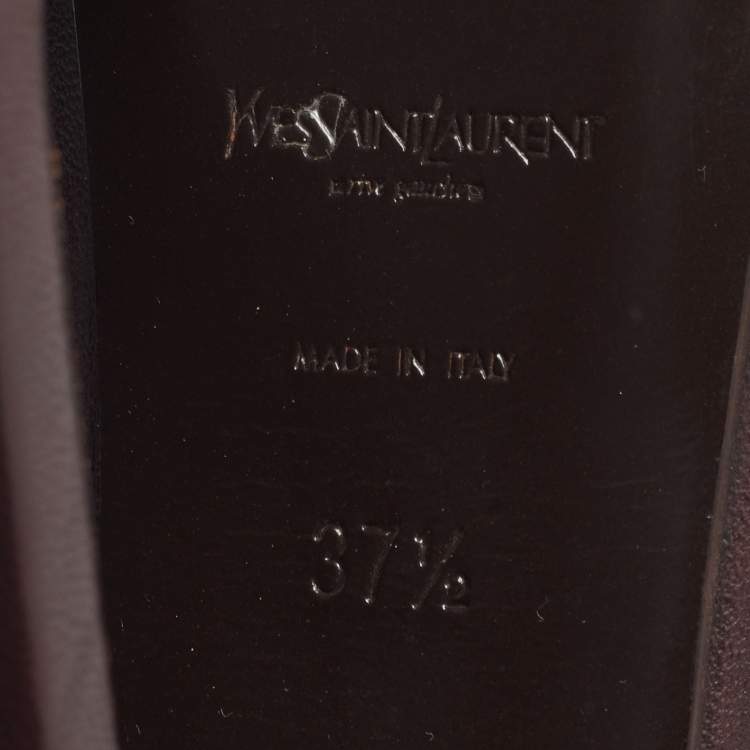 YVESSAINTLAURENT
rive gauche
MADE IN ITALY
37½